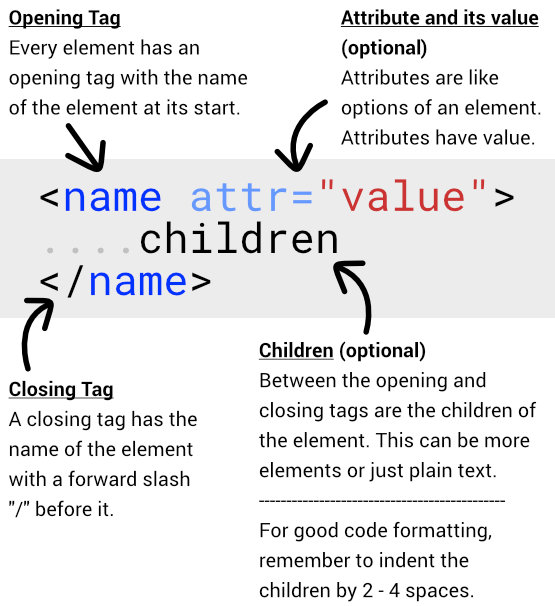 Opening Tag
Every element has an
opening tag with the name
of the element at its start.
Attribute and its value
(optional)
Attributes are like
options of an element.
Attributes have value.
<name attr="value">
....children
</name>
Closing Tag
A closing tag has the
name of the element
with a forward slash
"/" before it.
Children (optional)
Between the opening and
closing tags are the children of
the element. This can be more
elements or just plain text.
---------------------------------------------
For good code formatting,
remember to indent the
children by 2 - 4 spaces.